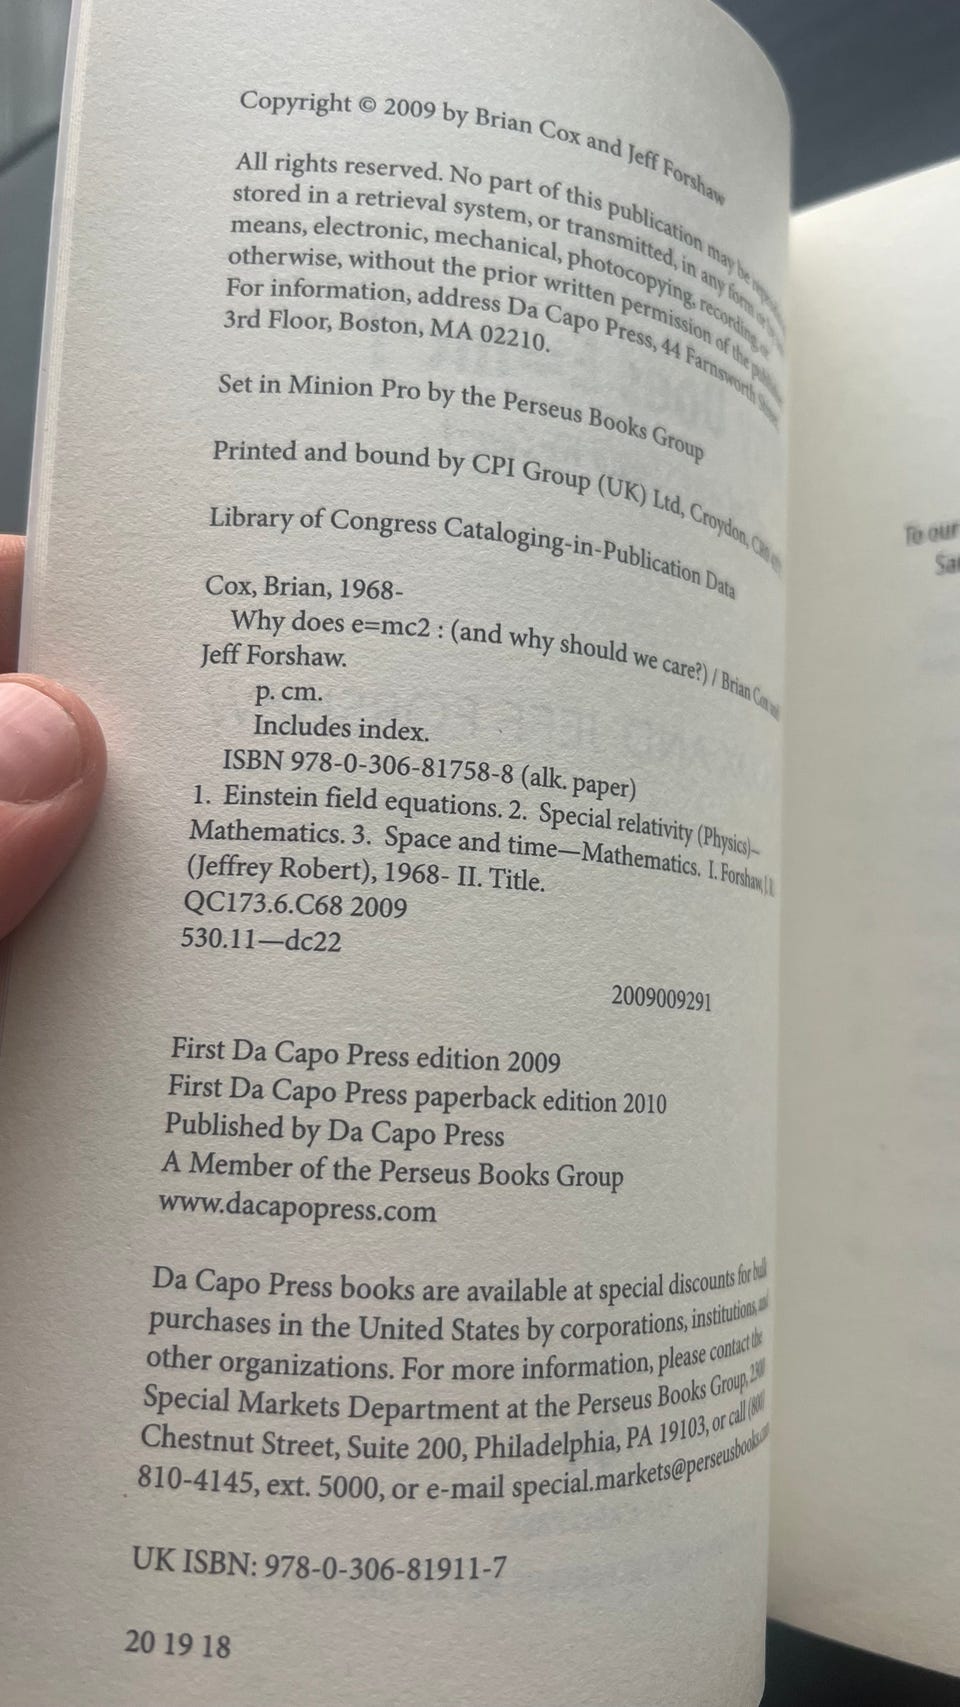 Copyright © 2009 by Brian Cox and Jeff Forshaw
All rights reserved. No part of this publication may be
stored in a retrieval system, or transmitted, in any form or by
means, electronic, mechanical, photocopying, recording, or
otherwise, without the prior written permission of the
For information, address Da Capo Press, 44 Farnsworth Street,
3rd Floor, Boston, MA 02210.
Set in Minion Pro by the Perseus Books Group
Printed and bound by CPI Group (UK) Ltd, Croydon,
Library of Congress Cataloging-in-Publication Data
Cox, Brian, 1968-
Why does e=mc2 : (and why should we care?) / Brian Cox and
Jeff Forshaw.
p. cm.
Includes index.
ISBN 978-0-306-81758-8 (alk. paper)
1. Einstein field equations. 2. Special relativity (Physics)–
Mathematics. 3. Space and time—Mathematics. I. Forshaw,
(Jeffrey Robert), 1968- II. Title.
QC173.6.C68 2009
530.11—dc22
2009009291
First Da Capo Press edition 2009
First Da Capo Press paperback edition 2010
Published by Da Capo Press
A Member of the Perseus Books Group
www.dacapopress.com
Da Capo Press books are available at special discounts for bulk
purchases in the United States by corporations, institutions, and
other organizations. For more information, please contact the
Special Markets Department at the Perseus Books Group, 2300
Chestnut Street, Suite 200, Philadelphia, PA 19103, or call (800)
810-4145, ext. 5000, or e-mail special.markets@perseusbooks.com
UK ISBN: 978-0-306-81911-7
20 19 18
To our